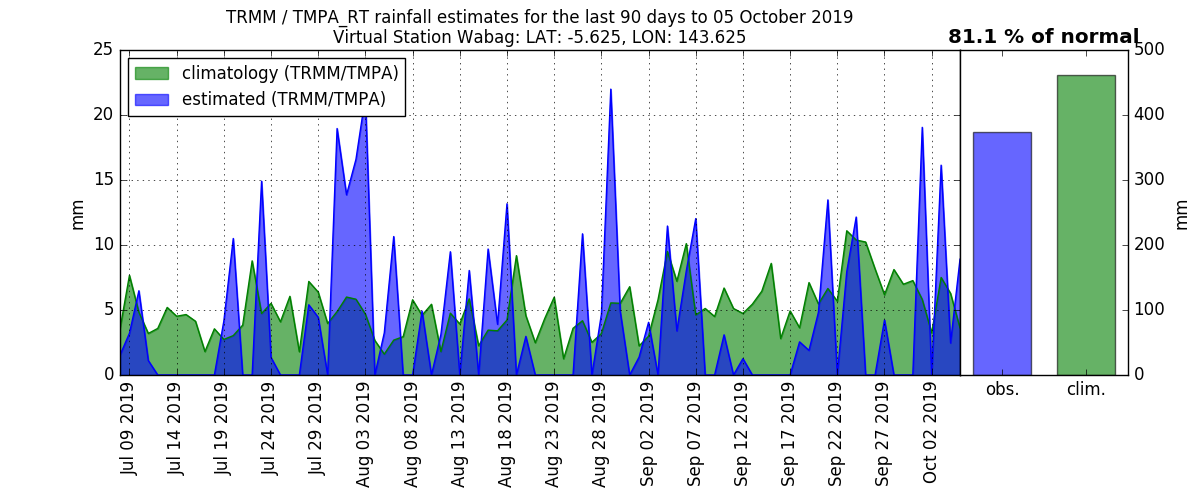 TRMM / TMPA_RT rainfall estimates for the last 90 days to 05 October 2019
Virtual Station Wabag: LAT: -5.625, LON: 143.625
81.1 % of normal
climatology (TRMM/TMPA)
estimated (TRMM/TMPA)
25
20
15
10
5
0
mm
500
400
300
200
100
0
mm
obs.
clim.
Jul 09 2019
Jul 14 2019
Jul 19 2019
Jul 24 2019
Jul 29 2019
Aug 03 2019
Aug 08 2019
Aug 13 2019
Aug 18 2019
Aug 23 2019
Aug 28 2019
Sep 02 2019
Sep 07 2019
Sep 12 2019
Sep 17 2019
Sep 22 2019
Sep 27 2019
Oct 02 2019